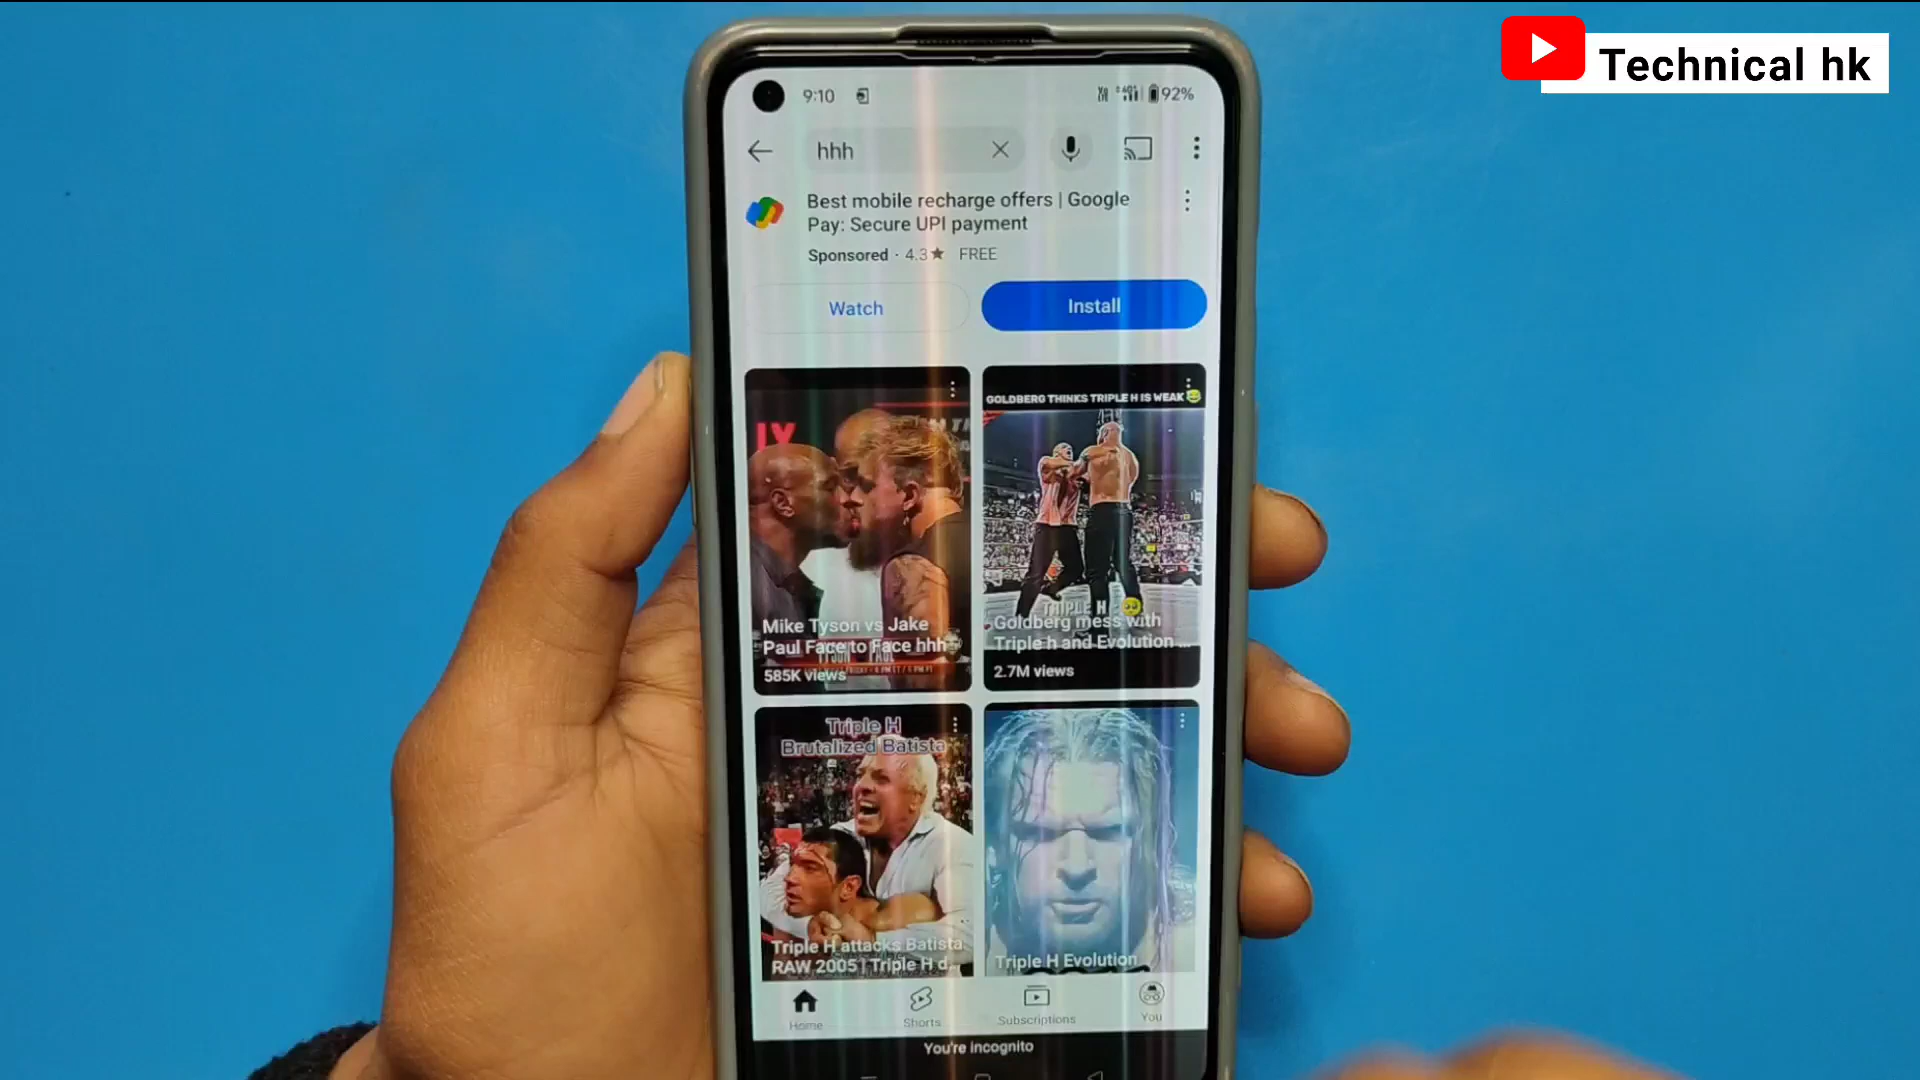 Technical hk
9:10
92%
hhh
Best mobile recharge offers | Google
Pay: Secure UPI payment
Sponsored · 4.3★ FREE
Watch
Install
GOLDBERG THINKS TRIPLE H IS WEAK
TRIPLE H
Mike Tyson vs Jake
Paul Face to Face hhh
585K views
Goldberg mess with
Triple h and Evolution ...
2.7M views
Triple H
Brutalized Batista
Triple H attacks Batista:
RAW 2005 | Triple H d...
Triple H Evolution
Home
Shorts
Subscriptions
You
You're incognito